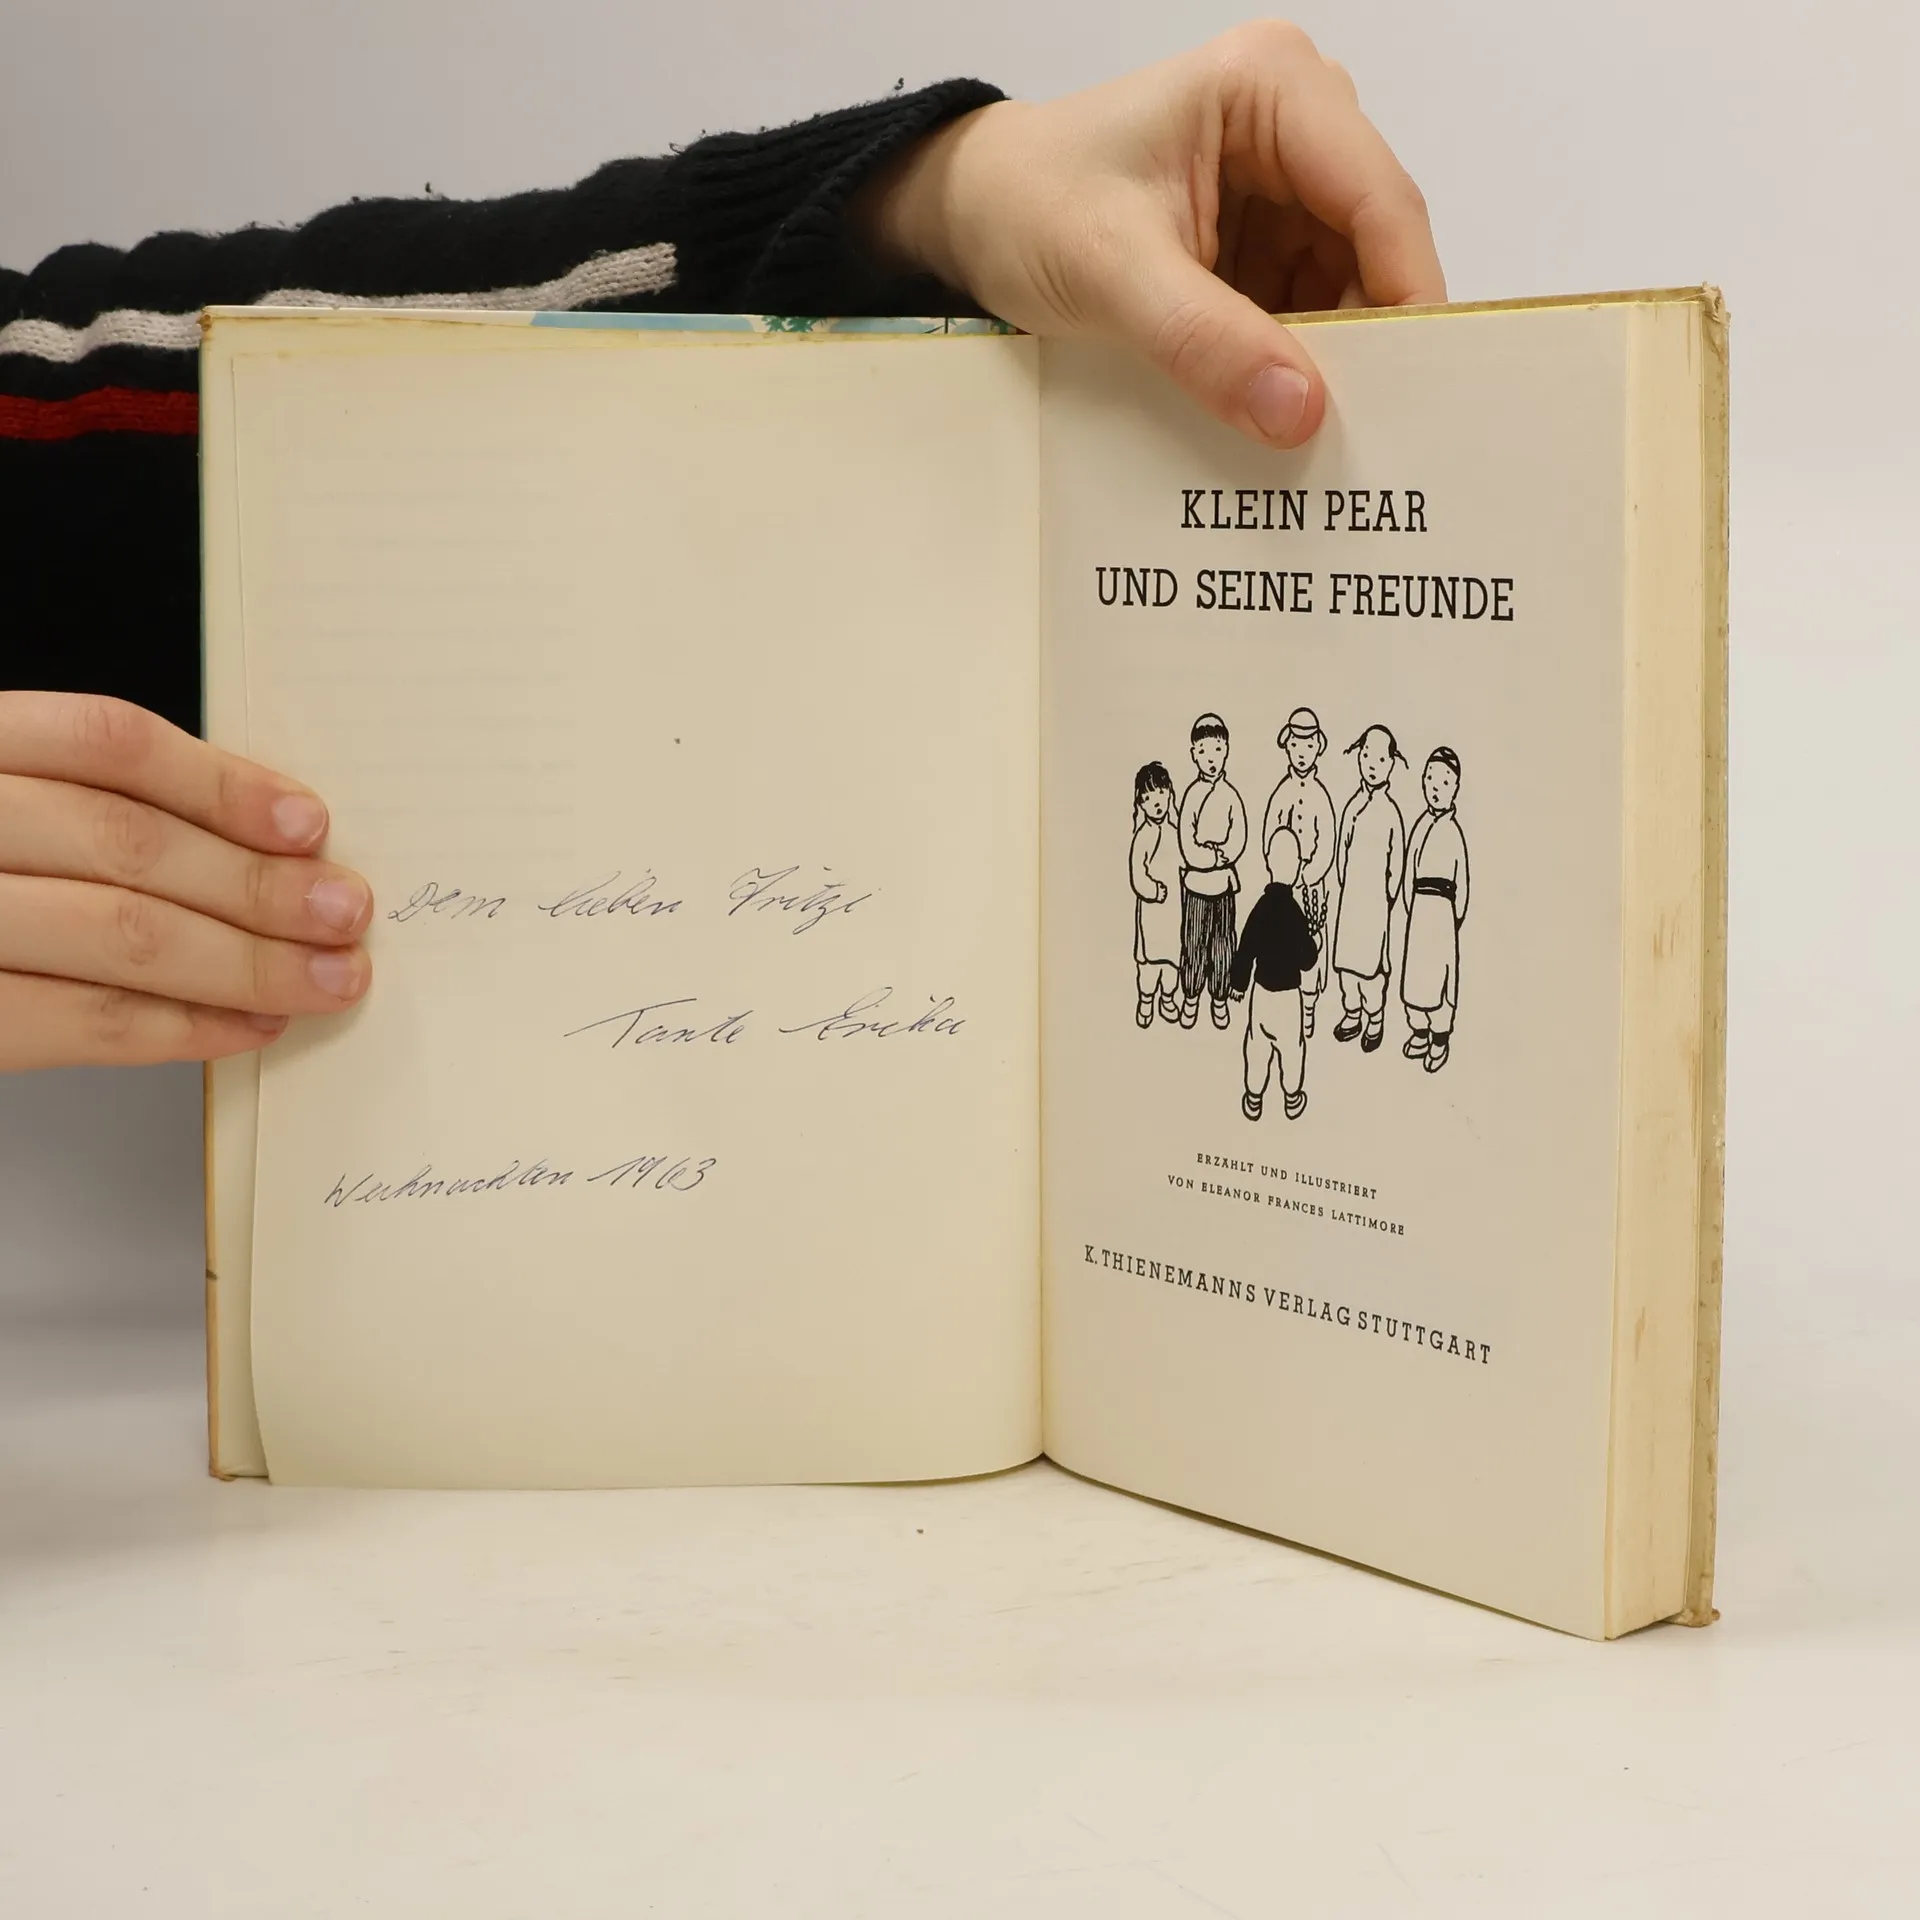 Dem lieben Fritzi
Tante Erika
Weihnachten 1963
KLEIN PEAR
UND SEINE FREUNDE
ERZÄHLT UND ILLUSTRIERT
VON ELEANOR FRANCES LATTIMORE
K. THIENEMANNS VERLAG STUTTGART